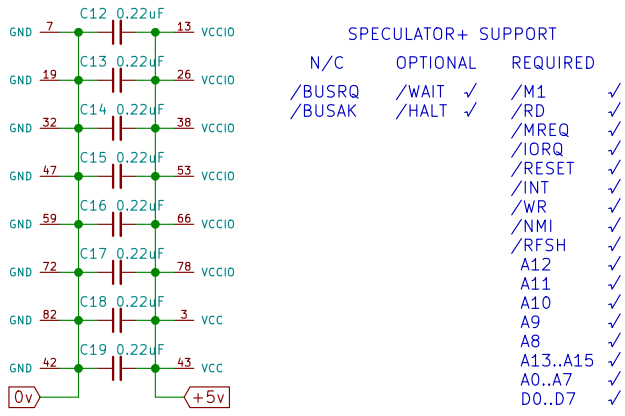 C12 0.22uF
GND 7 13 VCCIO
C13 0.22uF
GND 19 26 VCCIO
C14 0.22uF
GND 32 38 VCCIO
C15 0.22uF
GND 47 53 VCCIO
C16 0.22uF
GND 59 66 VCCIO
C17 0.22uF
GND 72 78 VCCIO
C18 0.22uF
GND 82 3 VCC
C19 0.22uF
GND 42 43 VCC
0v +5v
SPECULATOR+ SUPPORT
N/C OPTIONAL REQUIRED
/BUSRQ /WAIT ✓ /M1 ✓
/BUSAK /HALT ✓ /RD ✓
/MREQ ✓
/IORQ ✓
/RESET ✓
/INT ✓
/WR ✓
/NMI ✓
/RFSH ✓
A12 ✓
A11 ✓
A10 ✓
A9 ✓
A8 ✓
A13..A15 ✓
A0..A7 ✓
D0..D7 ✓